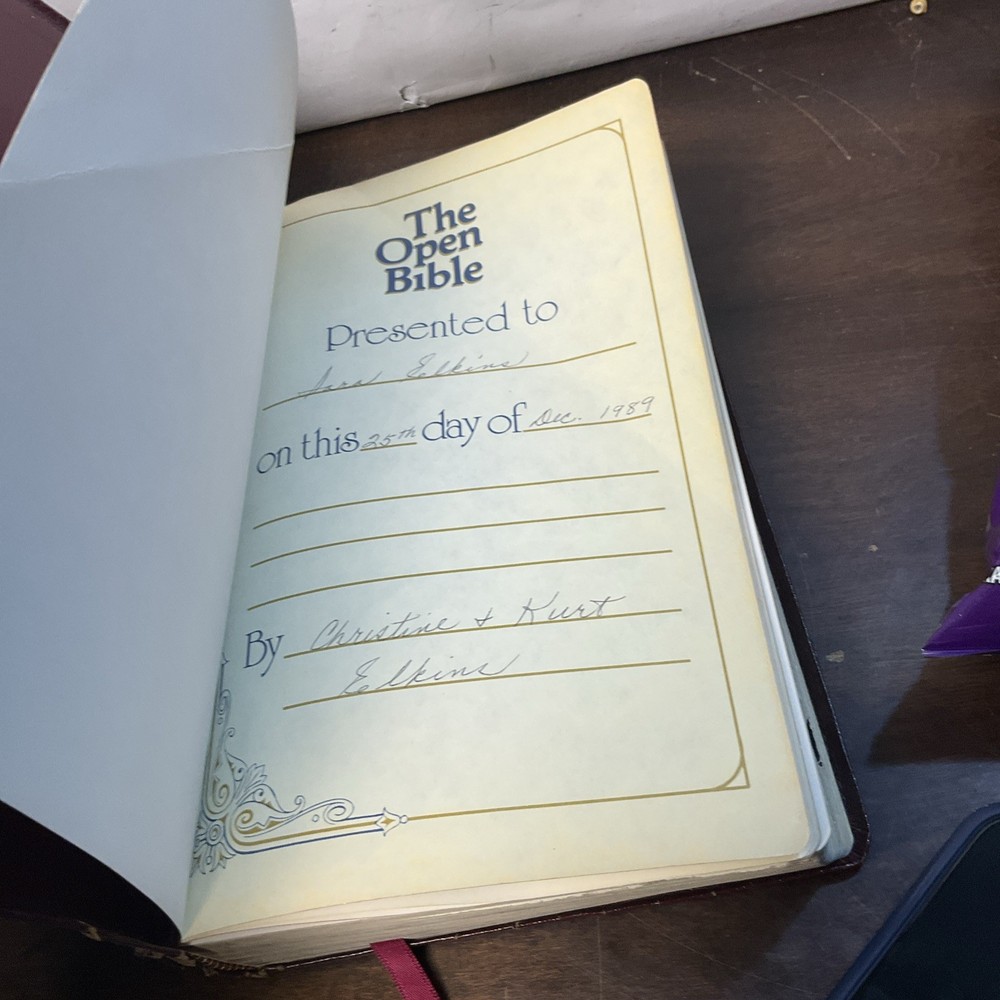 The
Open
Bible
Presented to
Sara Elkins
on this 25th day of Dec. 1989
By Christine & Kurt
Elkins